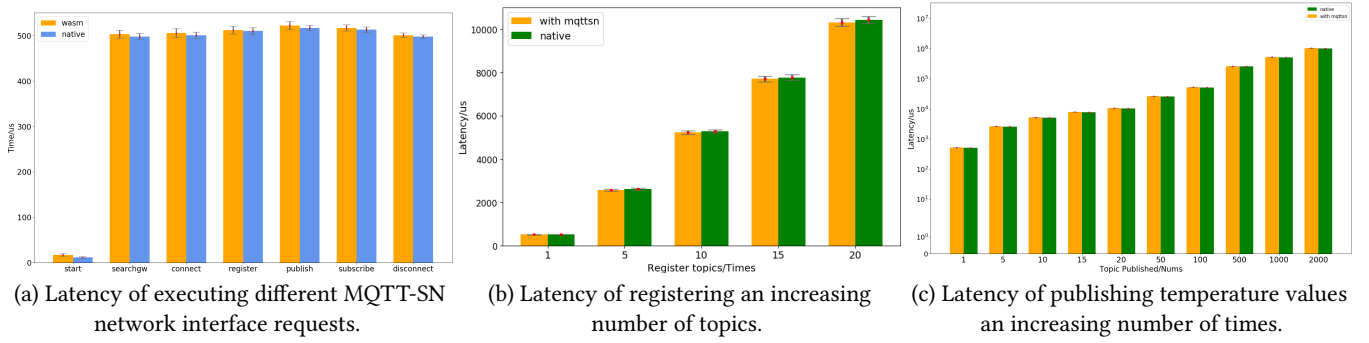 wasm
native
500
400
300
200
100
0
Time/us
start searchgw connect register publish subscribe disconnect
(a) Latency of executing different MQTT-SN
network interface requests.
with mqttsn
native
10000
8000
6000
4000
2000
0
Latency/us
1 5 10 15 20
Register topics/Times
(b) Latency of registering an increasing
number of topics.
native
with mqttsn
10⁷
10⁶
10⁵
10⁴
10³
10²
10¹
10⁰
0
Latency/us
1 5 10 15 20 50 100 500 1000 2000
Topic Published/Nums
(c) Latency of publishing temperature values
an increasing number of times.